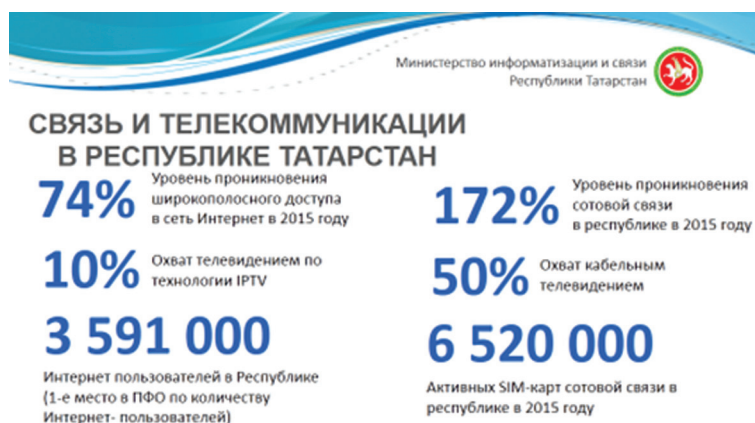 Министерство информатизации и связи
Республики Татарстан
СВЯЗЬ И ТЕЛЕКОММУНИКАЦИИ
В РЕСПУБЛИКЕ ТАТАРСТАН
74%
Уровень проникновения
широкополосного доступа
в сеть Интернет в 2015 году
172%
Уровень проникновения
сотовой связи
в республике в 2015 году
10%
Охват телевидением по
технологии IPTV
50%
Охват кабельным
телевидением
3 591 000
Интернет пользователей в Республике
(1-е место в ПФО по количеству
Интернет- пользователей)
6 520 000
Активных SIM-карт сотовой связи в
республике в 2015 году